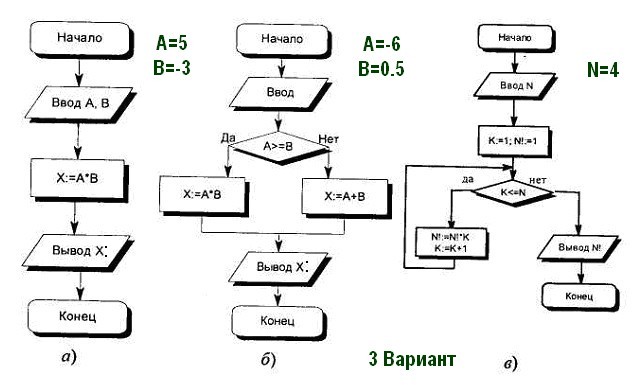 Начало
Ввод A, B
X:=A*B
Вывод X:
Конец
а)
A=5
B=-3
Начало
Ввод
A>=B
Да
Нет
X:=A*B
X:=A+B
Вывод X:
Конец
б)
A=-6
B=0.5
Начало
Ввод N
K:=1; N!:=1
K<=N
да
нет
N!:=N!*K
K:=K+1
Вывод N!
Конец
в)
N=4
3 Вариант